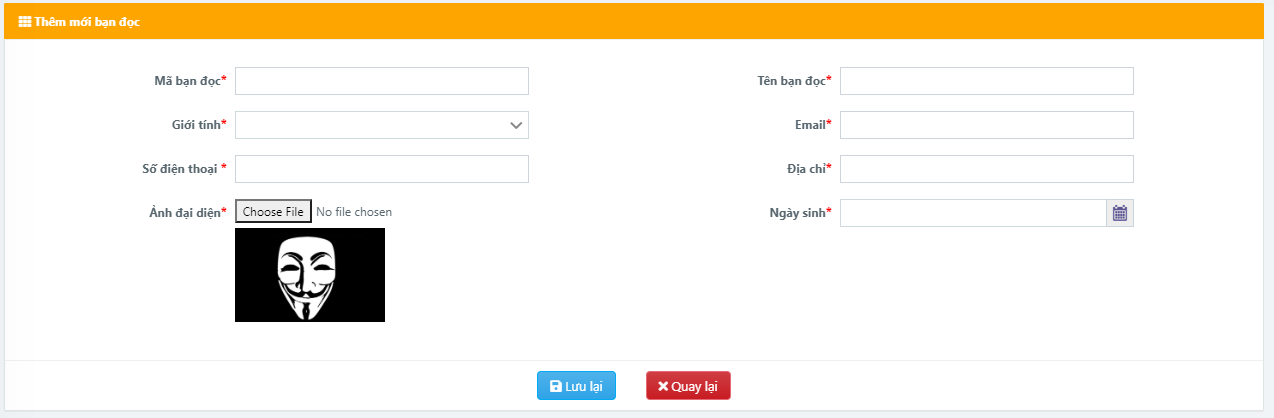 Thêm mới bạn đọc
Mã bạn đọc*
Tên bạn đọc*
Giới tính*
Email*
Số điện thoại *
Địa chỉ*
Ảnh đại diện* Choose File No file chosen
Ngày sinh*
Lưu lại
Quay lại